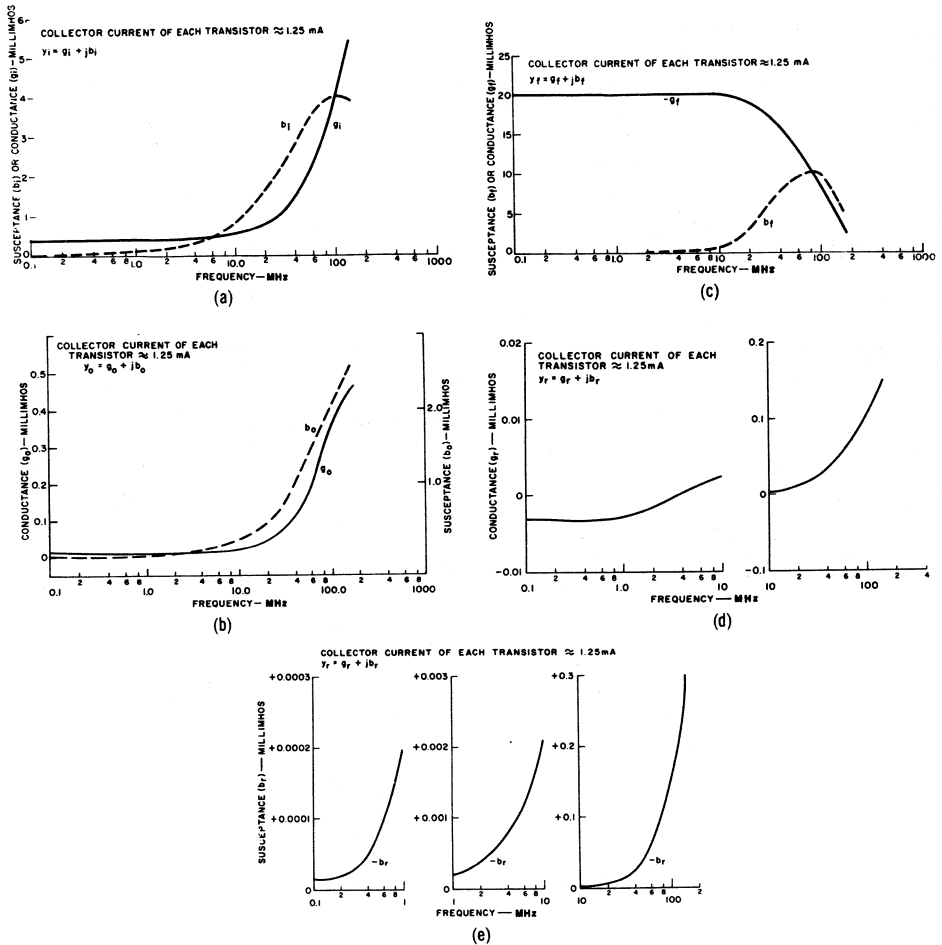 COLLECTOR CURRENT OF EACH TRANSISTOR ≈ 1.25 mA
yi = gi + jbi
SUSCEPTANCE (bi) OR CONDUCTANCE (gi)—MILLIMHOS
6
5
4
3
2
1
0
bi
gi
0.1 2 4 6 8 1.0 2 4 6 8 10.0 2 4 6 8 100 2 4 6 8 1000
FREQUENCY—MHz
(a)
COLLECTOR CURRENT OF EACH TRANSISTOR ≈ 1.25 mA
yf = gf + jbf
SUSCEPTANCE (bf) OR CONDUCTANCE (gf)—MILLIMHOS
25
20
15
10
5
0
-gf
bf
0.1 2 4 6 8 1.0 2 4 6 8 10.0 2 4 6 8 100 2 4 6 1000
FREQUENCY—MHz
(c)
COLLECTOR CURRENT OF EACH
TRANSISTOR ≈ 1.25 mA
yo = go + jbo
CONDUCTANCE (go)—MILLIMHOS
0.5
0.4
0.3
0.2
0.1
0
bo
go
2.0
1.0
SUSCEPTANCE (bo)—MILLIMHOS
0.1 2 4 6 8 1.0 2 4 6 8 10.0 2 4 6 8 100.0 2 4 6 8 1000
FREQUENCY—MHz
(b)
COLLECTOR CURRENT OF EACH
TRANSISTOR ≈ 1.25mA
yr = gr + jbr
CONDUCTANCE (gr)—MILLIMHOS
0.02
0.01
0
-0.01
0.1 2 4 6 8 1.0 2 4 6 8 10
0.2
0.1
0
-0.1
10 2 4 6 8 100 2 4
FREQUENCY—MHz
(d)
COLLECTOR CURRENT OF EACH TRANSISTOR ≈ 1.25mA
yr = gr + jbr
SUSCEPTANCE (br)—MILLIMHOS
+0.0003
+0.0002
+0.0001
0
-br
0.1 2 4 6 8 1
+0.003
+0.002
+0.001
0
-br
1 2 4 6 8 10
+0.3
+0.2
+0.1
0
-br
10 2 4 6 8 100 2
FREQUENCY—MHz
(e)